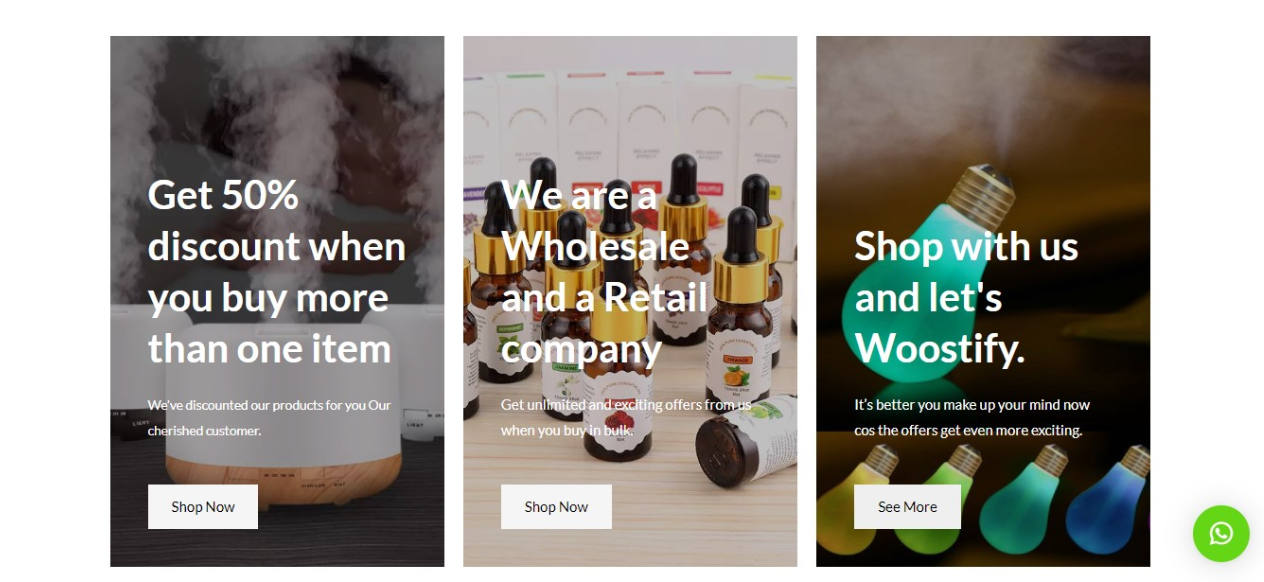 Get 50%
discount when
you buy more
than one item
We've discounted our products for you Our
cherished customer.
Shop Now
We are a
Wholesale
and a Retail
company
Get unlimited and exciting offers from us
when you buy in bulk.
Shop Now
Shop with us
and let's
Woostify.
It's better you make up your mind now
cos the offers get even more exciting.
See More